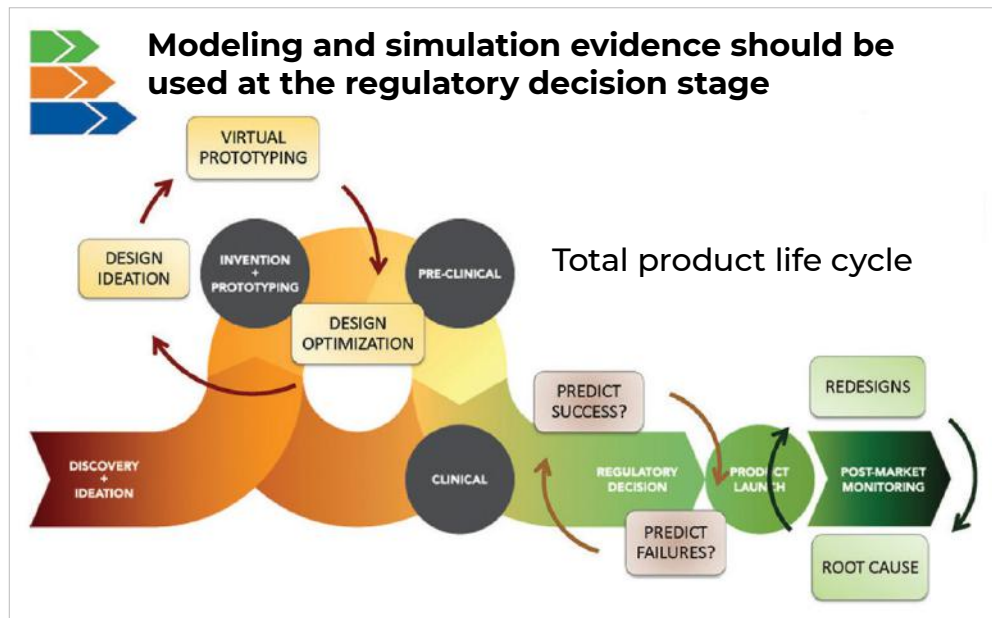 Modeling and simulation evidence should be
used at the regulatory decision stage
VIRTUAL
PROTOTYPING
DESIGN
IDEATION
INVENTION
+
PROTOTYPING
PRE-CLINICAL
Total product life cycle
DESIGN
OPTIMIZATION
PREDICT
SUCCESS?
REDESIGNS
DISCOVERY
+
IDEATION
CLINICAL
REGULATORY
DECISION
PRODUCT
LAUNCH
POST-MARKET
MONITORING
PREDICT
FAILURES?
ROOT CAUSE